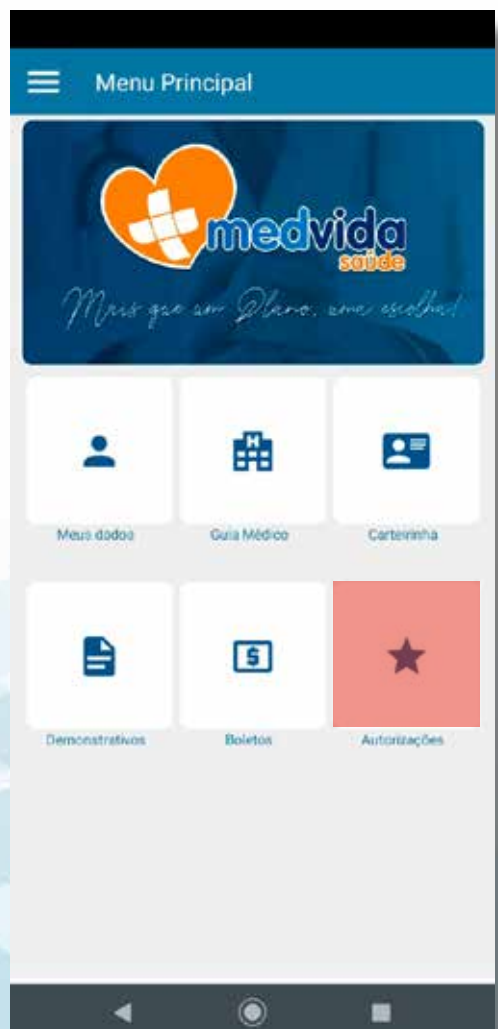 Menu Principal
medvida
saúde
Mais que um Plano, uma escolha!
Meus dados
Guia Médico
Carteirinha
Demonstrativos
Boletos
Autorizações